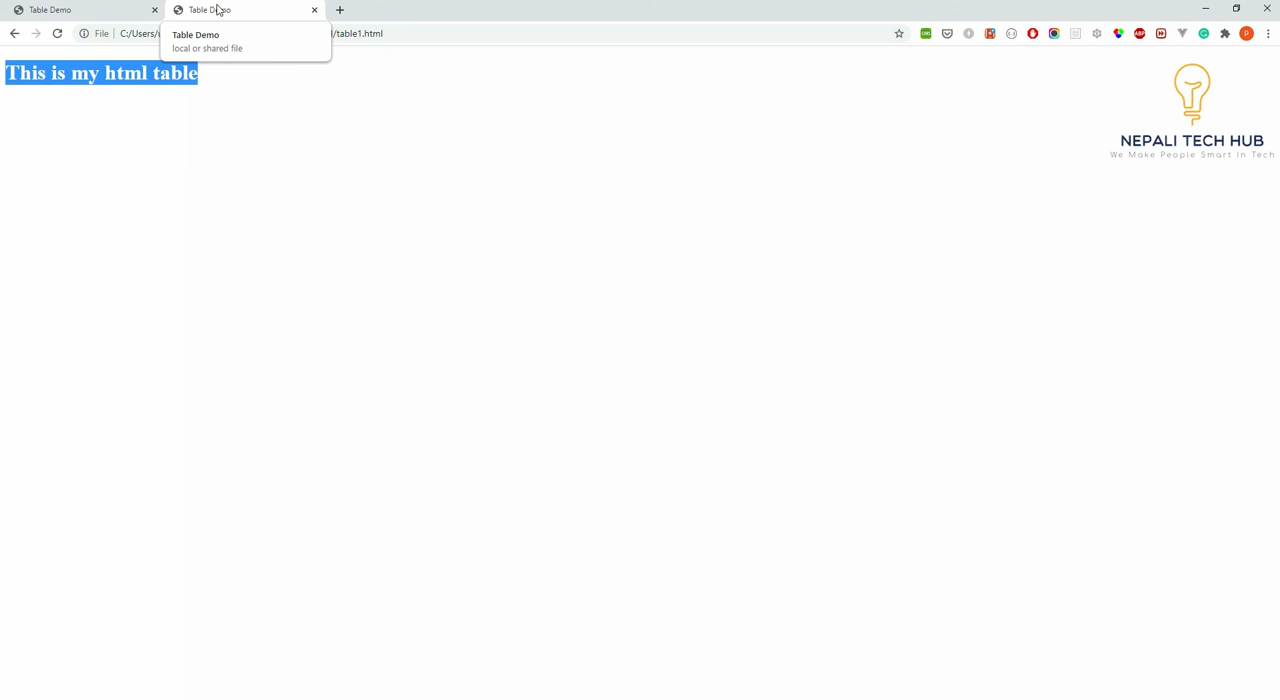 Table Demo
Table Demo
File
C:/Users/
/table1.html
Table Demo
local or shared file
This is my html table
NEPALI TECH HUB
We Make People Smart In Tech